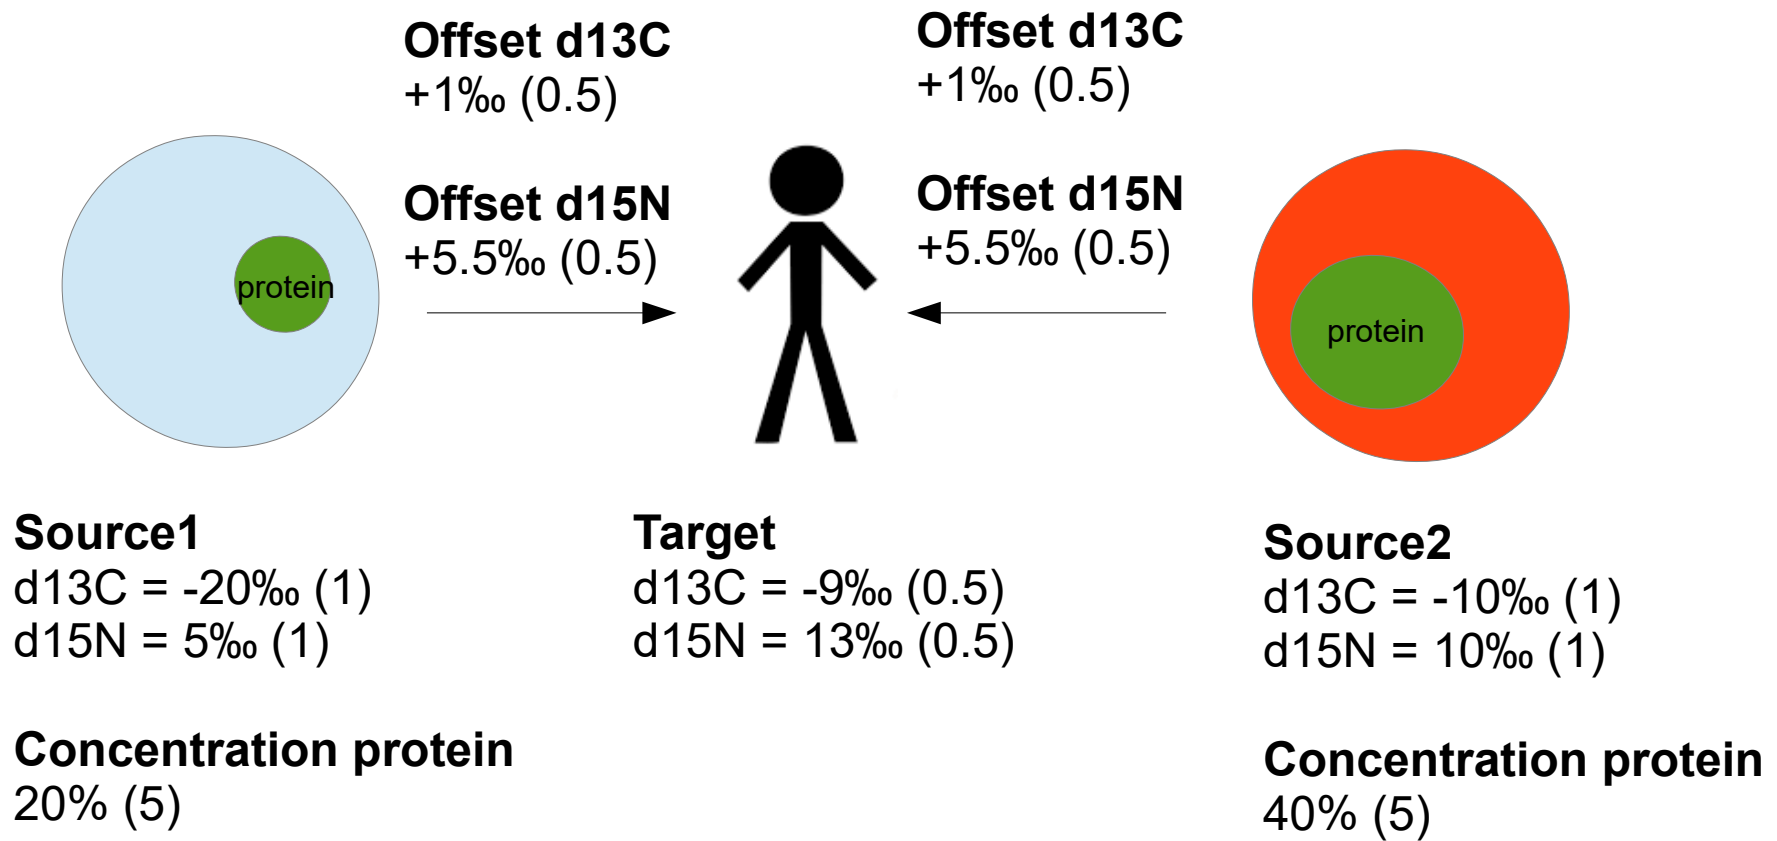 Offset d13C
+1‰ (0.5)
Offset d15N
+5.5‰ (0.5)
Offset d13C
+1‰ (0.5)
Offset d15N
+5.5‰ (0.5)
protein
protein
Source1
d13C = -20‰ (1)
d15N = 5‰ (1)
Concentration protein
20% (5)
Target
d13C = -9‰ (0.5)
d15N = 13‰ (0.5)
Source2
d13C = -10‰ (1)
d15N = 10‰ (1)
Concentration protein
40% (5)